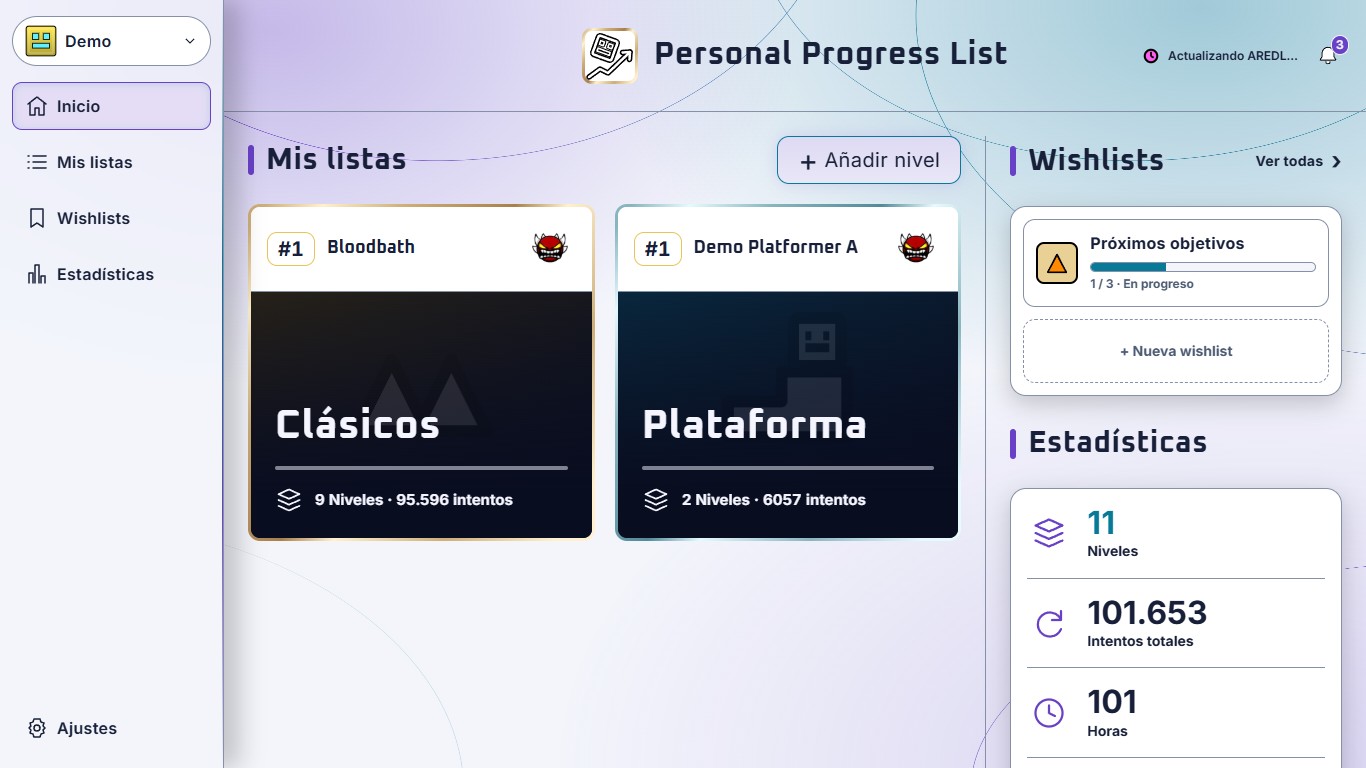 Demo
Inicio
Mis listas
Wishlists
Estadísticas
Ajustes
Personal Progress List
Actualizando AREDL...
3
Mis listas
+ Añadir nivel
#1 Bloodbath
Clásicos
9 Niveles · 95.596 intentos
#1 Demo Platformer A
Plataforma
2 Niveles · 6057 intentos
Wishlists
Ver todas
Próximos objetivos
1 / 3 · En progreso
+ Nueva wishlist
Estadísticas
11
Niveles
101.653
Intentos totales
101
Horas